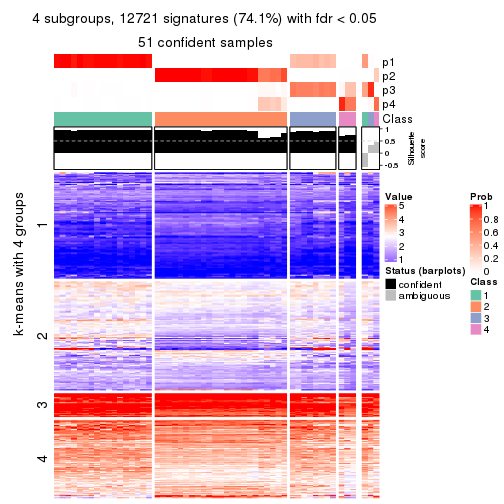 4 subgroups, 12721 signatures (74.1%) with fdr < 0.05
51 confident samples
p1
p2
p3
p4
Class
1
0.5
0
-0.5
Silhouette
score
k-means with 4 groups
1
2
3
4
Value
5
4
3
2
1
Status (barplots)
confident
ambiguous
Prob
1
0.8
0.6
0.4
0.2
0
Class
1
2
3
4